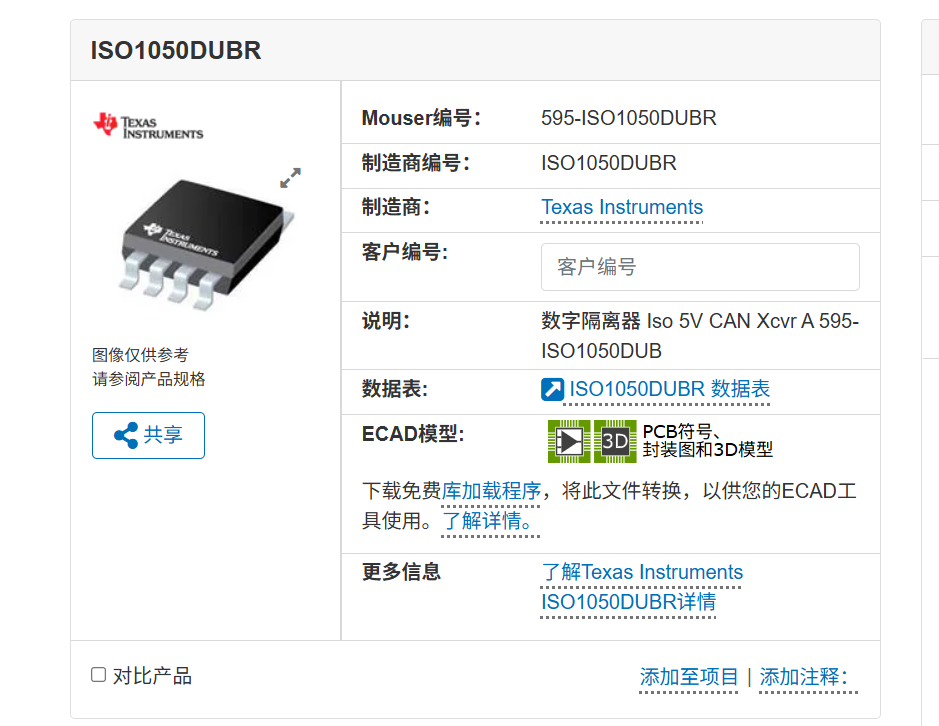 ISO1050DUBR
TEXAS
INSTRUMENTS
TEXAS
INSTRUMENTS
图像仅供参考
请参阅产品规格
共享
Mouser编号: 595-ISO1050DUBR
制造商编号: ISO1050DUBR
制造商: Texas Instruments
客户编号: 客户编号
说明: 数字隔离器 Iso 5V CAN Xcvr A 595-
ISO1050DUB
数据表: ISO1050DUBR 数据表
ECAD模型: 3D PCB符号、
封装图和3D模型
下载免费库加载程序，将此文件转换，以供您的ECAD工
具使用。了解详情。
更多信息 了解Texas Instruments
ISO1050DUBR详情
对比产品 添加至项目 | 添加注释：